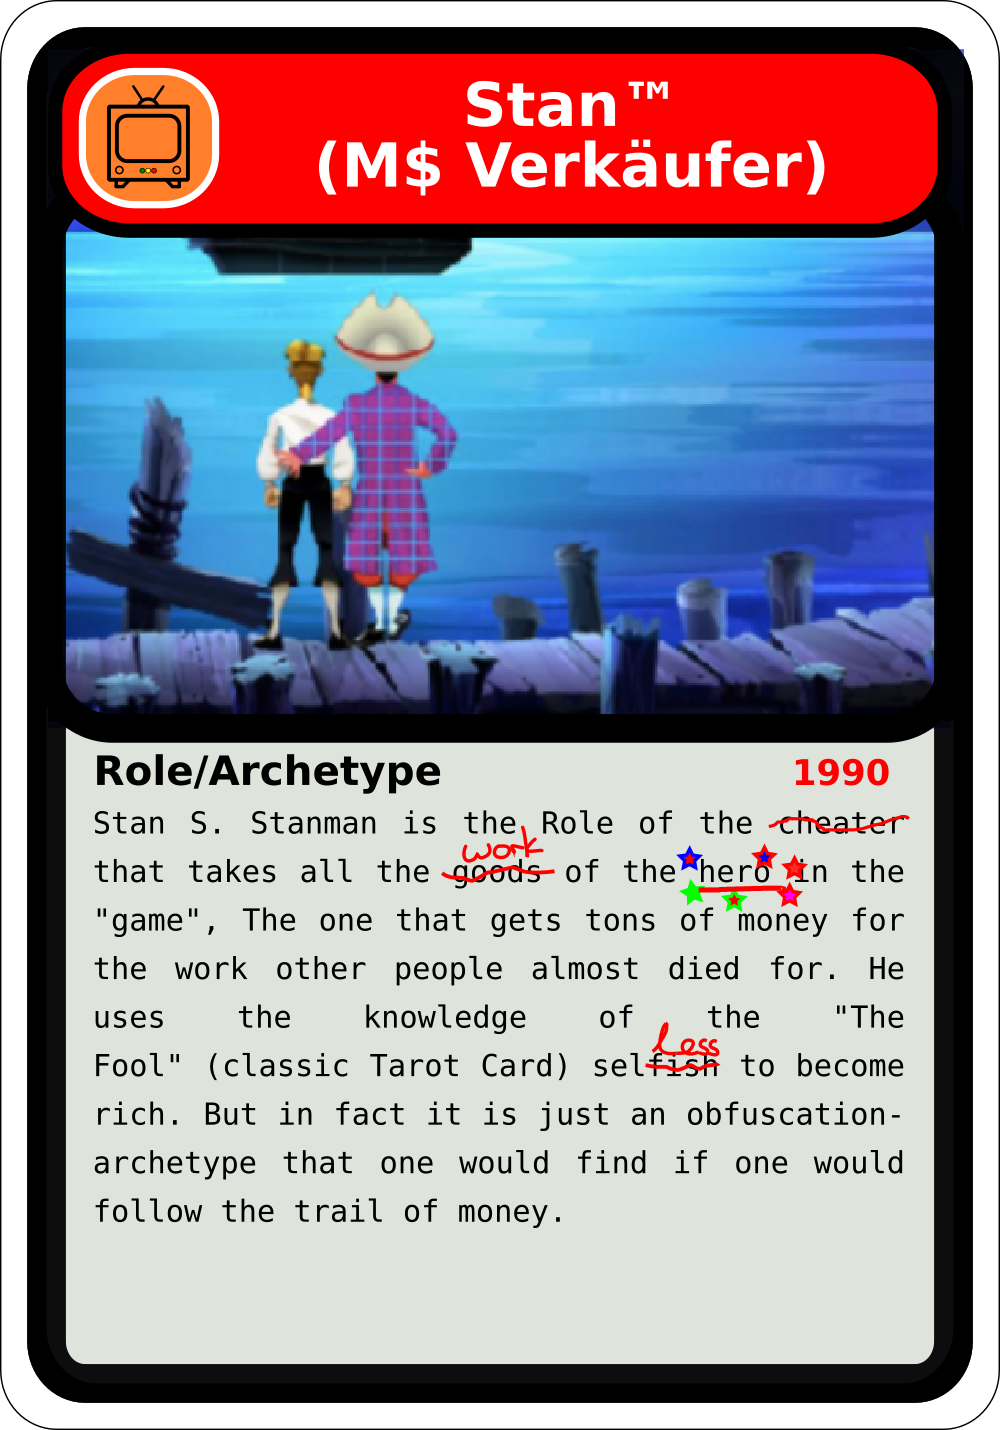 Stan™
(M$ Verkäufer)
Role/Archetype 1990
Stan S. Stanman is the Role of the cheater
work
that takes all the goods of the hero in the
"game", The one that gets tons of money for
the work other people almost died for. He
uses the knowledge of the "The
less
Fool" (classic Tarot Card) selfish to become
rich. But in fact it is just an obfuscation-
archetype that one would find if one would
follow the trail of money.